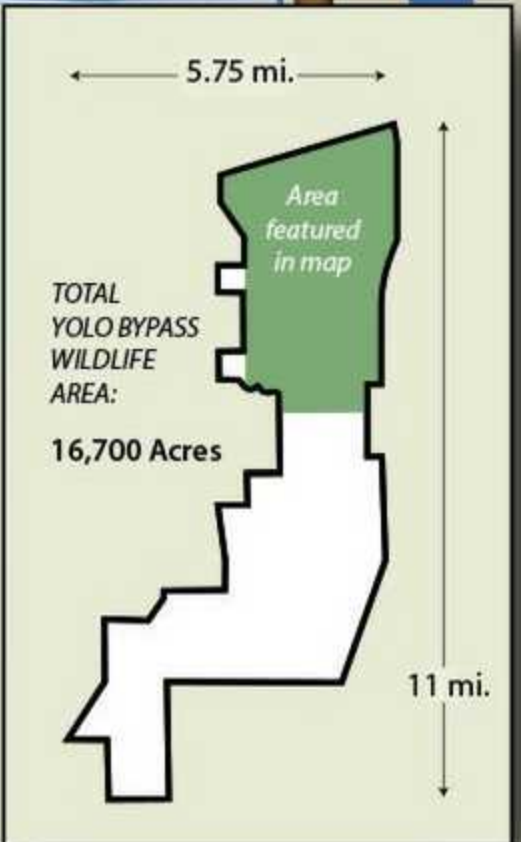 5.75 mi.
Area
featured
in map
TOTAL
YOLO BYPASS
WILDLIFE
AREA:
16,700 Acres
11 mi.